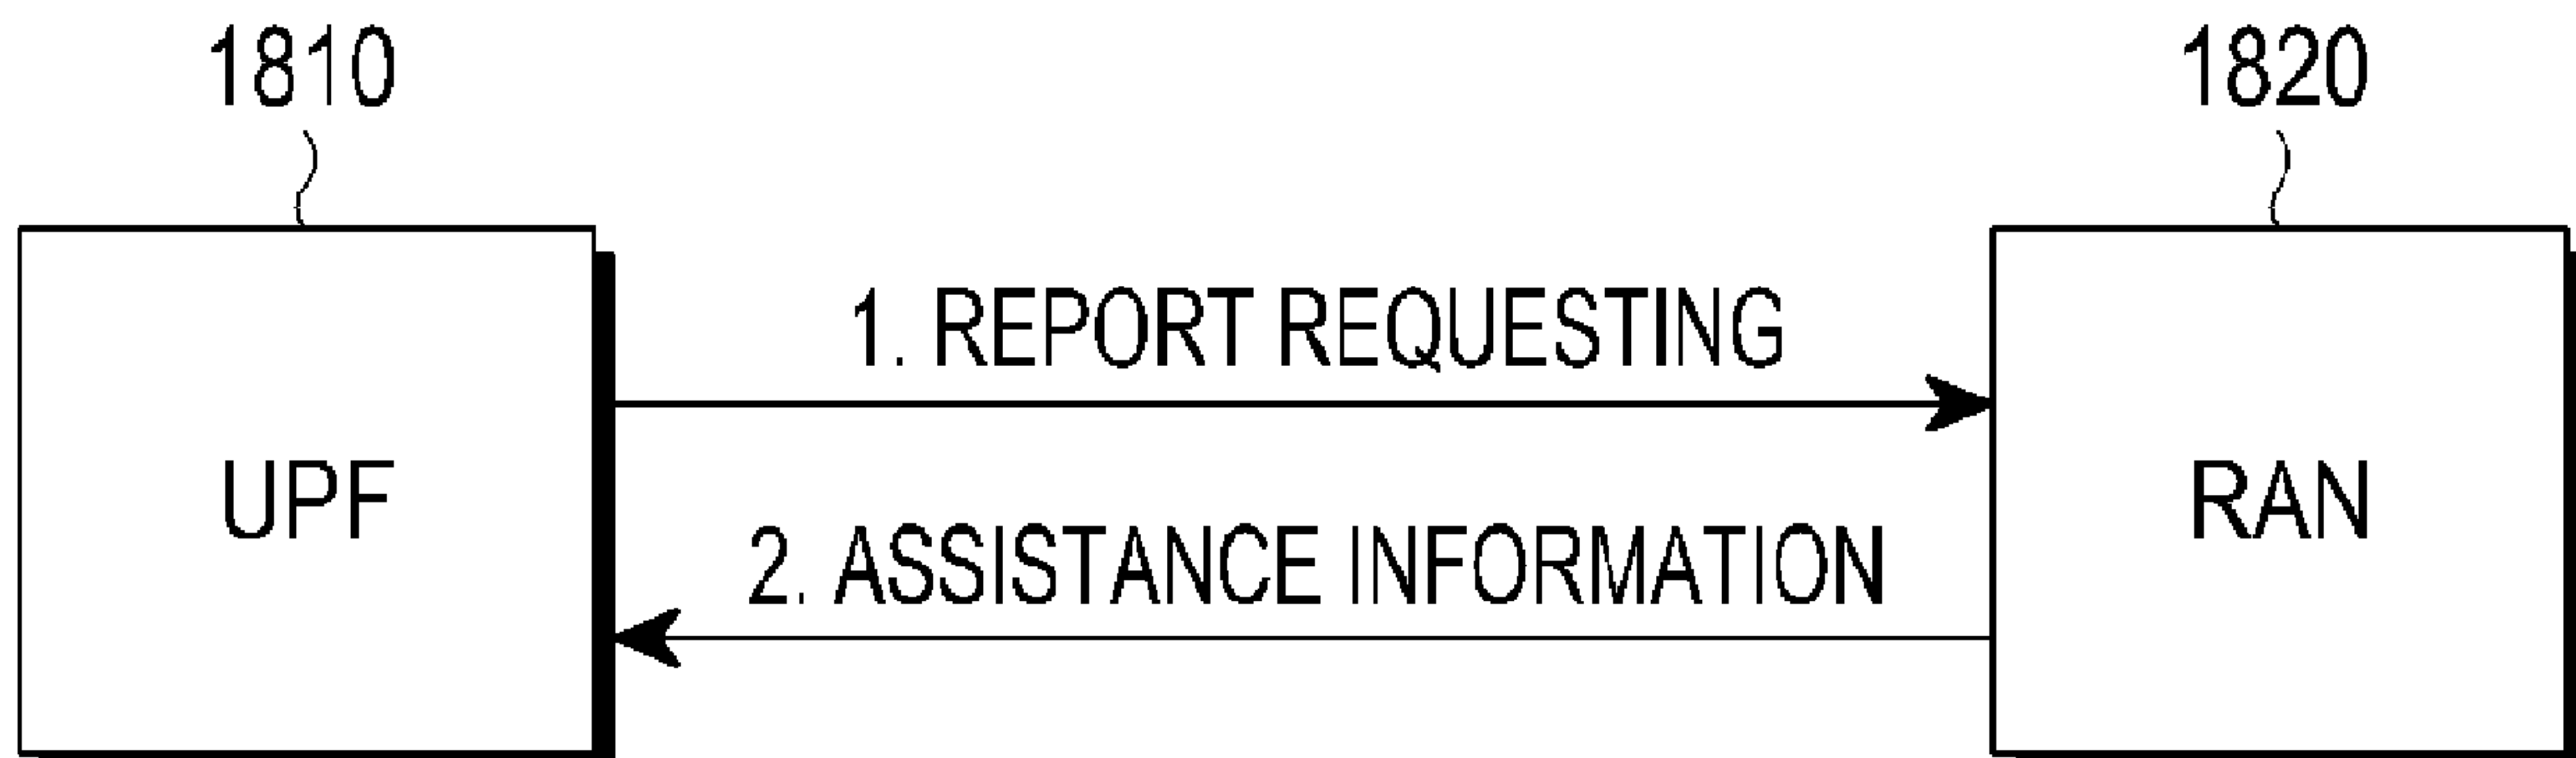 1810
1820
1. REPORT REQUESTING
UPF
RAN
2. ASSISTANCE INFORMATION